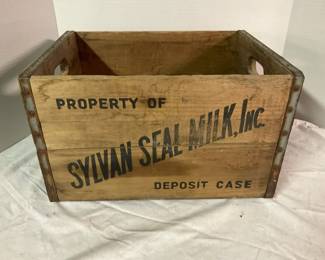 PROPERTY OF
SYLVAN SEAL MILK, INC.
DEPOSIT CASE